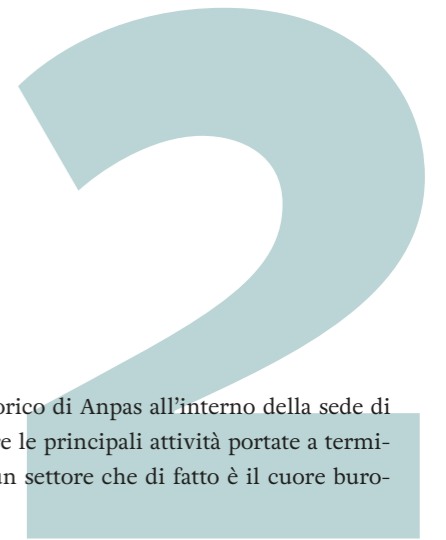 2
orico di Anpas all'interno della sede di
e le principali attività portate a termi-
un settore che di fatto è il cuore buro-